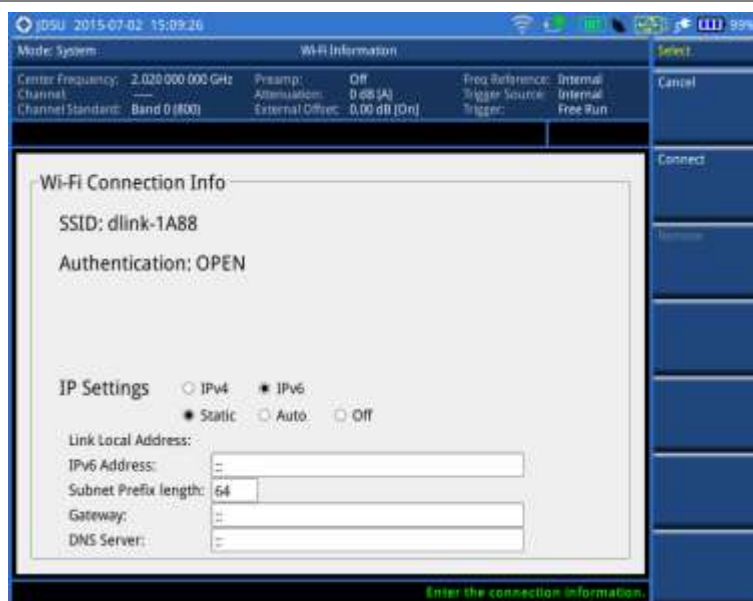 JDSU 2015-07-02 15:09:26
99%
Mode: System
Wi-Fi Information
Select
Center Frequency: 2.020 000 000 GHz
Preamp: Off
Freq Reference: Internal
Channel: ----
Attenuation: 0 dB [A]
Trigger Source: Internal
Channel Standard: Band 0 (800)
External Offset: 0.00 dB [On]
Trigger: Free Run
Cancel
Connect
Remove
Wi-Fi Connection Info
SSID: dlink-1A88
Authentication: OPEN
IP Settings
IPv4
IPv6
Static
Auto
Off
Link Local Address:
IPv6 Address: ::
Subnet Prefix length: 64
Gateway: ::
DNS Server: ::
Enter the connection information.